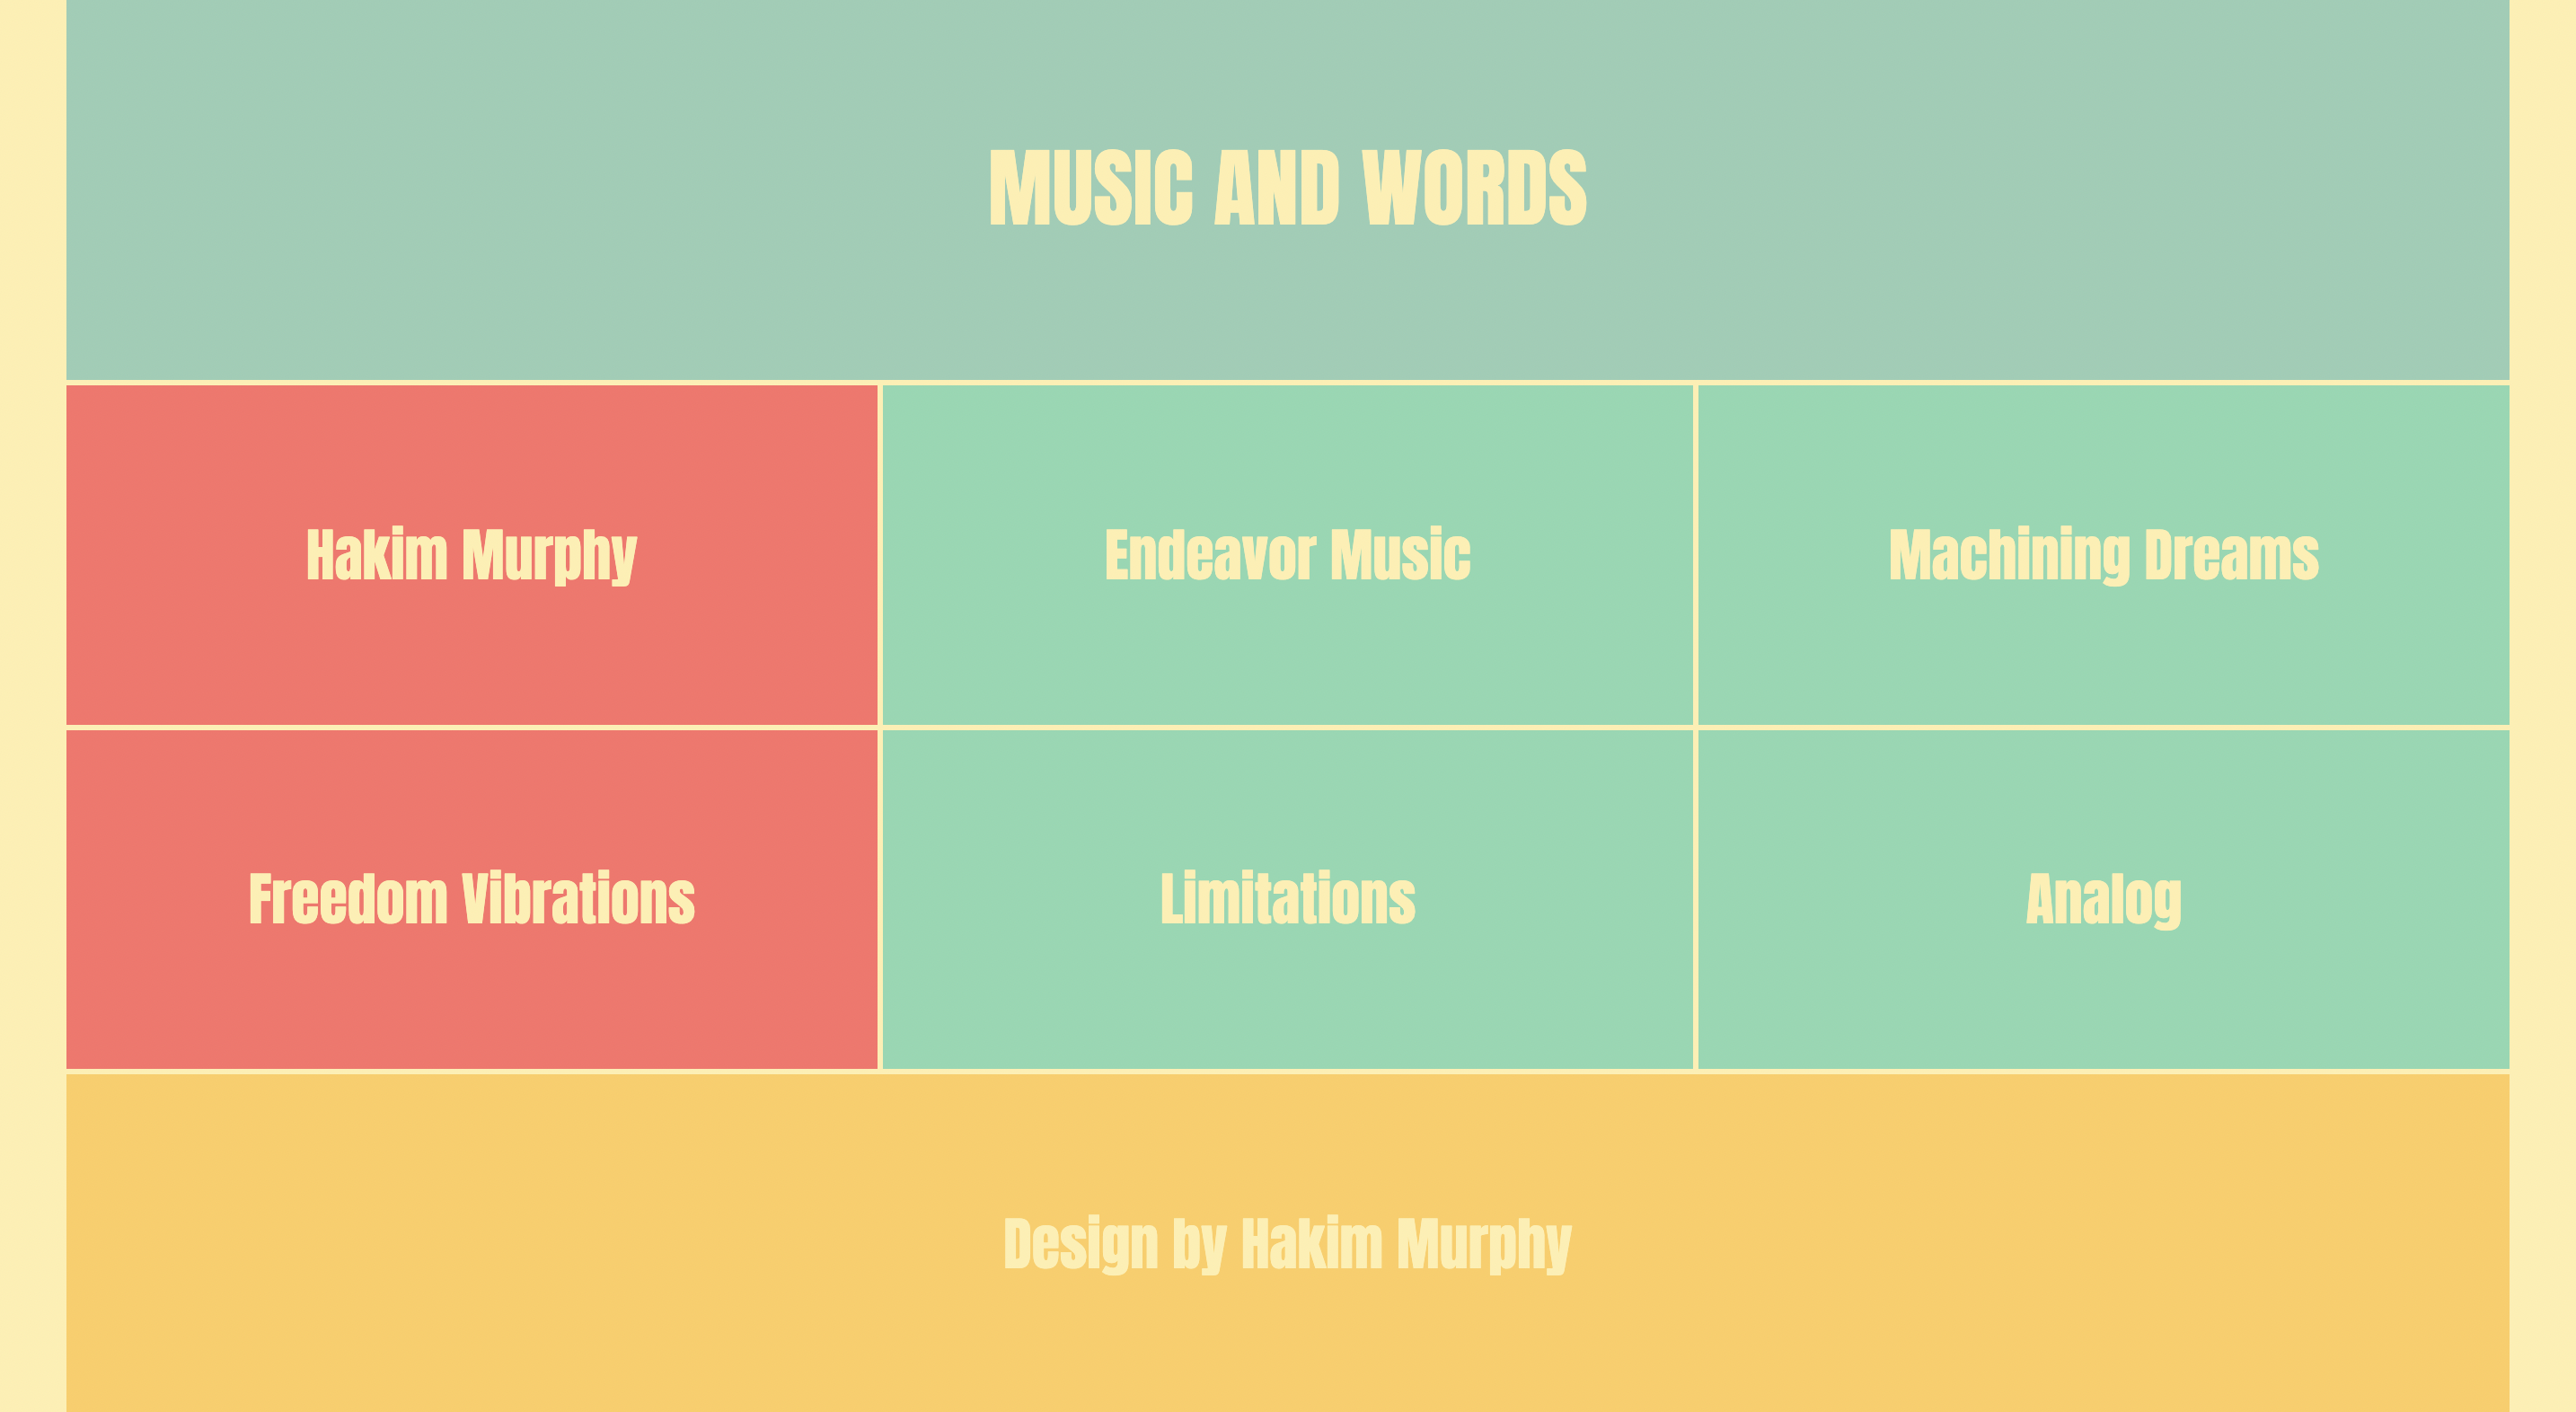 MUSIC AND WORDS
Hakim Murphy
Endeavor Music
Machining Dreams
Freedom Vibrations
Limitations
Analog
Design by Hakim Murphy